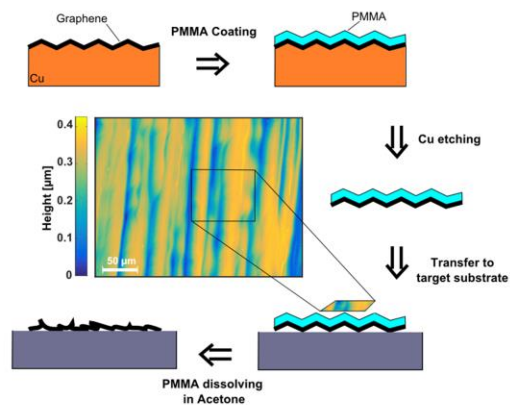 Graphene
PMMA Coating
PMMA
Cu
Cu etching
0.4
0.3
0.2
0.1
0
Height [µm]
50 µm
Transfer to
target substrate
PMMA dissolving
in Acetone